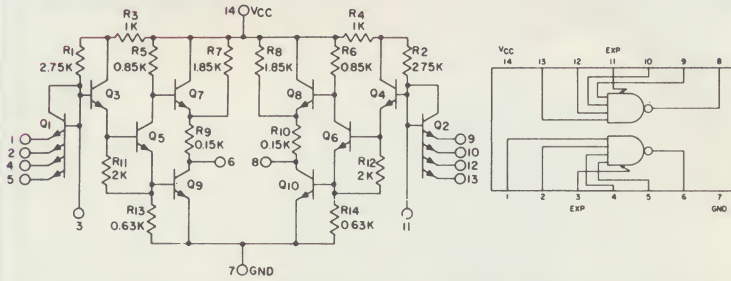 14 VCC
R3
1K
R4
1K
R1
2.75K
R5
0.85K
R7
1.85K
R8
1.85K
R6
0.85K
R2
2.75K
Q3
Q7
Q8
Q4
Q1
Q5
R9
0.15K
R10
0.15K
Q6
Q2
1
2
4
5
6
8
9
10
12
13
R11
2K
Q9
Q10
R12
2K
3
R13
0.63K
R14
0.63K
11
7 GND
VCC
14
13
12
EXP
11
10
9
8
1
2
3
EXP
4
5
6
7
GND